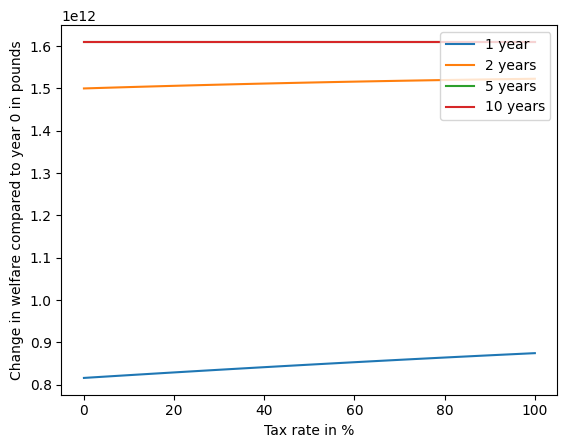 1e12
1.6
1.5
1.4
1.3
1.2
1.1
1.0
0.9
0.8
Change in welfare compared to year 0 in pounds
1 year
2 years
5 years
10 years
0 20 40 60 80 100
Tax rate in %